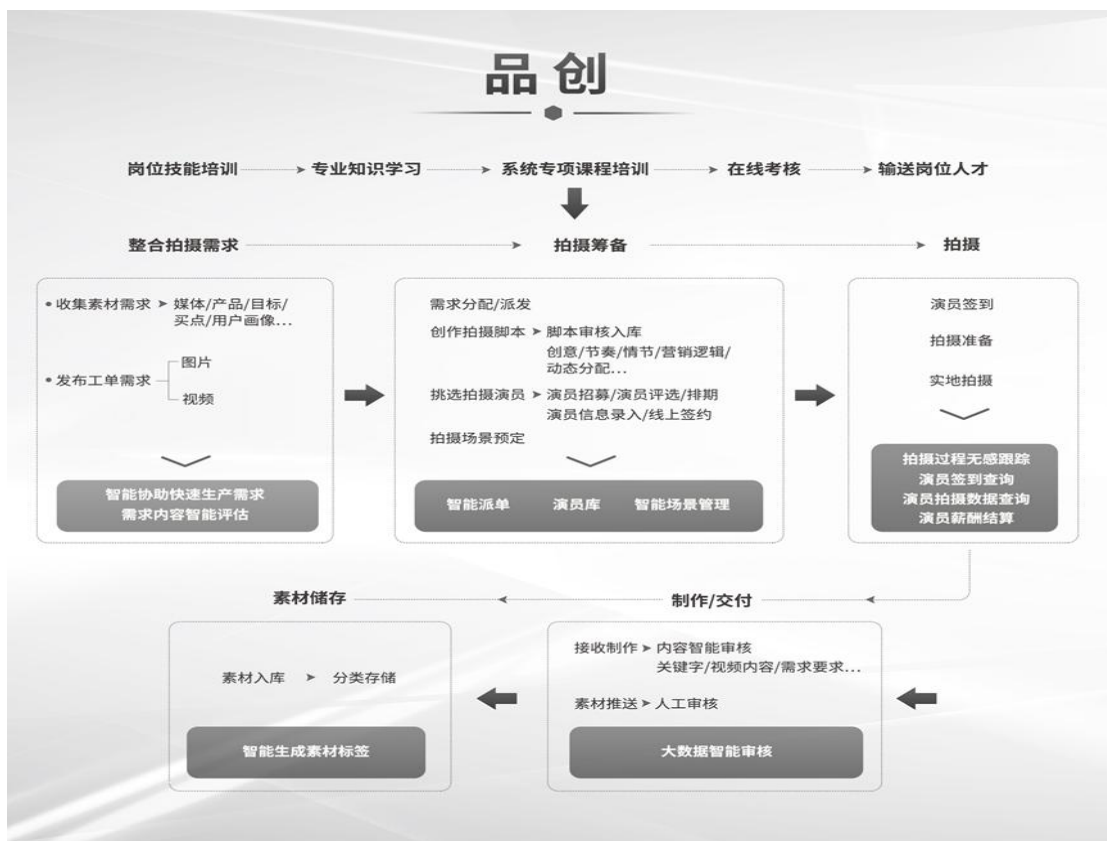 品创
岗位技能培训 专业知识学习 系统专项课程培训 在线考核 输送岗位人才
整合拍摄需求 拍摄筹备 拍摄
• 收集素材需求 媒体/产品/目标/
买点/用户画像...
• 发布工单需求
图片
视频
智能协助快速生产需求
需求内容智能评估
需求分配/派发
创作拍摄脚本 脚本审核入库
创意/节奏/情节/营销逻辑/
动态分配...
挑选拍摄演员 演员招募/演员评选/排期
演员信息录入/线上签约
拍摄场景预定
智能派单 演员库 智能场景管理
演员签到
拍摄准备
实地拍摄
拍摄过程无感跟踪
演员签到查询
演员拍摄数据查询
演员薪酬结算
素材储存 制作/交付
素材入库 分类存储
智能生成素材标签
接收制作 内容智能审核
关键字/视频内容/需求要求...
素材推送 人工审核
大数据智能审核